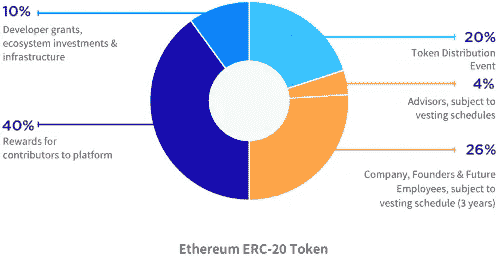 10%
Developer grants,
ecosystem investments &
infrastructure
40%
Rewards for
contributors to platform
20%
Token Distribution
Event
4%
Advisors, subject to
vesting schedules
26%
Company, Founders & Future
Employees, subject to
vesting schedule (3 years)
Ethereum ERC-20 Token